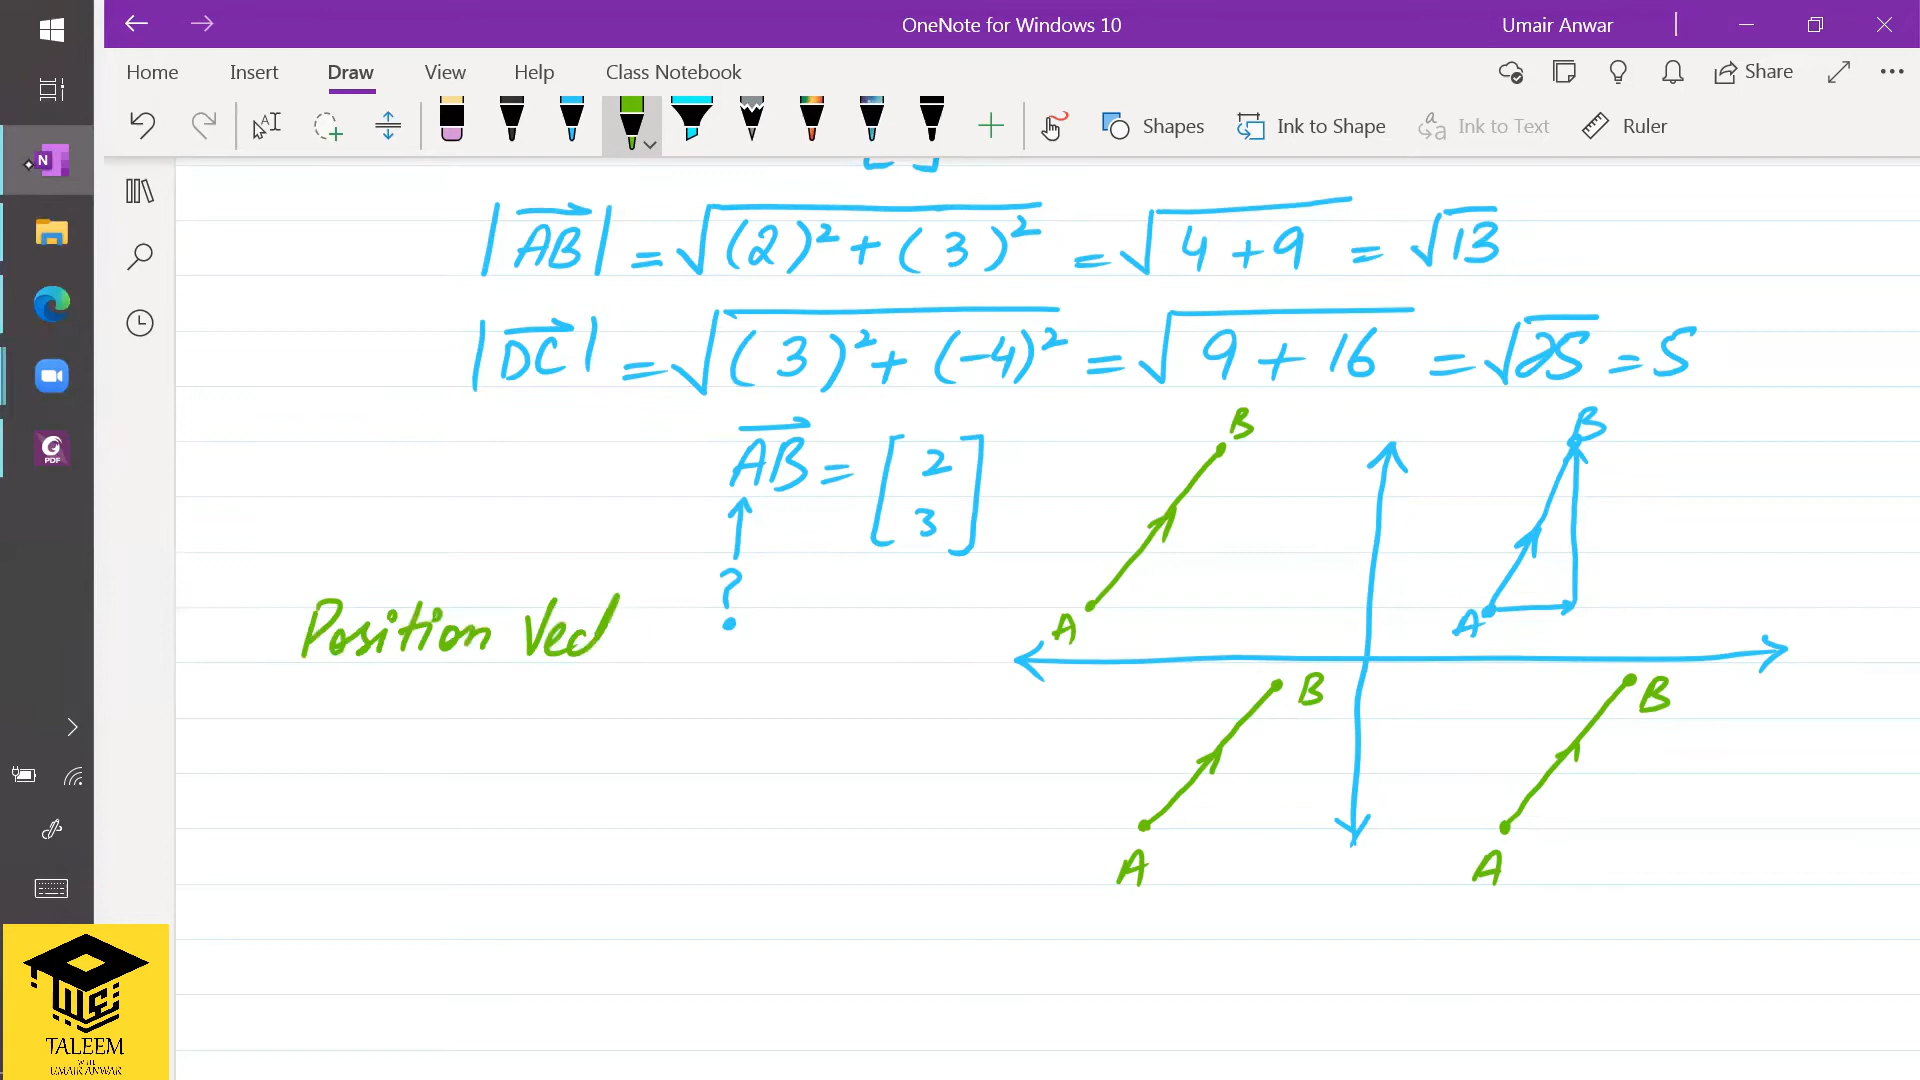 OneNote for Windows 10
Umair Anwar
Home Insert Draw View Help Class Notebook Share
Shapes Ink to Shape Ink to Text Ruler
|AB| = √(2)² + (3)² = √4 + 9 = √13
|DC| = √(3)² + (-4)² = √9 + 16 = √25 = 5
AB = [2
3]
?
Position Vec
B
A
B
A
B
A
B
A
PDF
TALEEM
WITH
UMAIR ANWAR